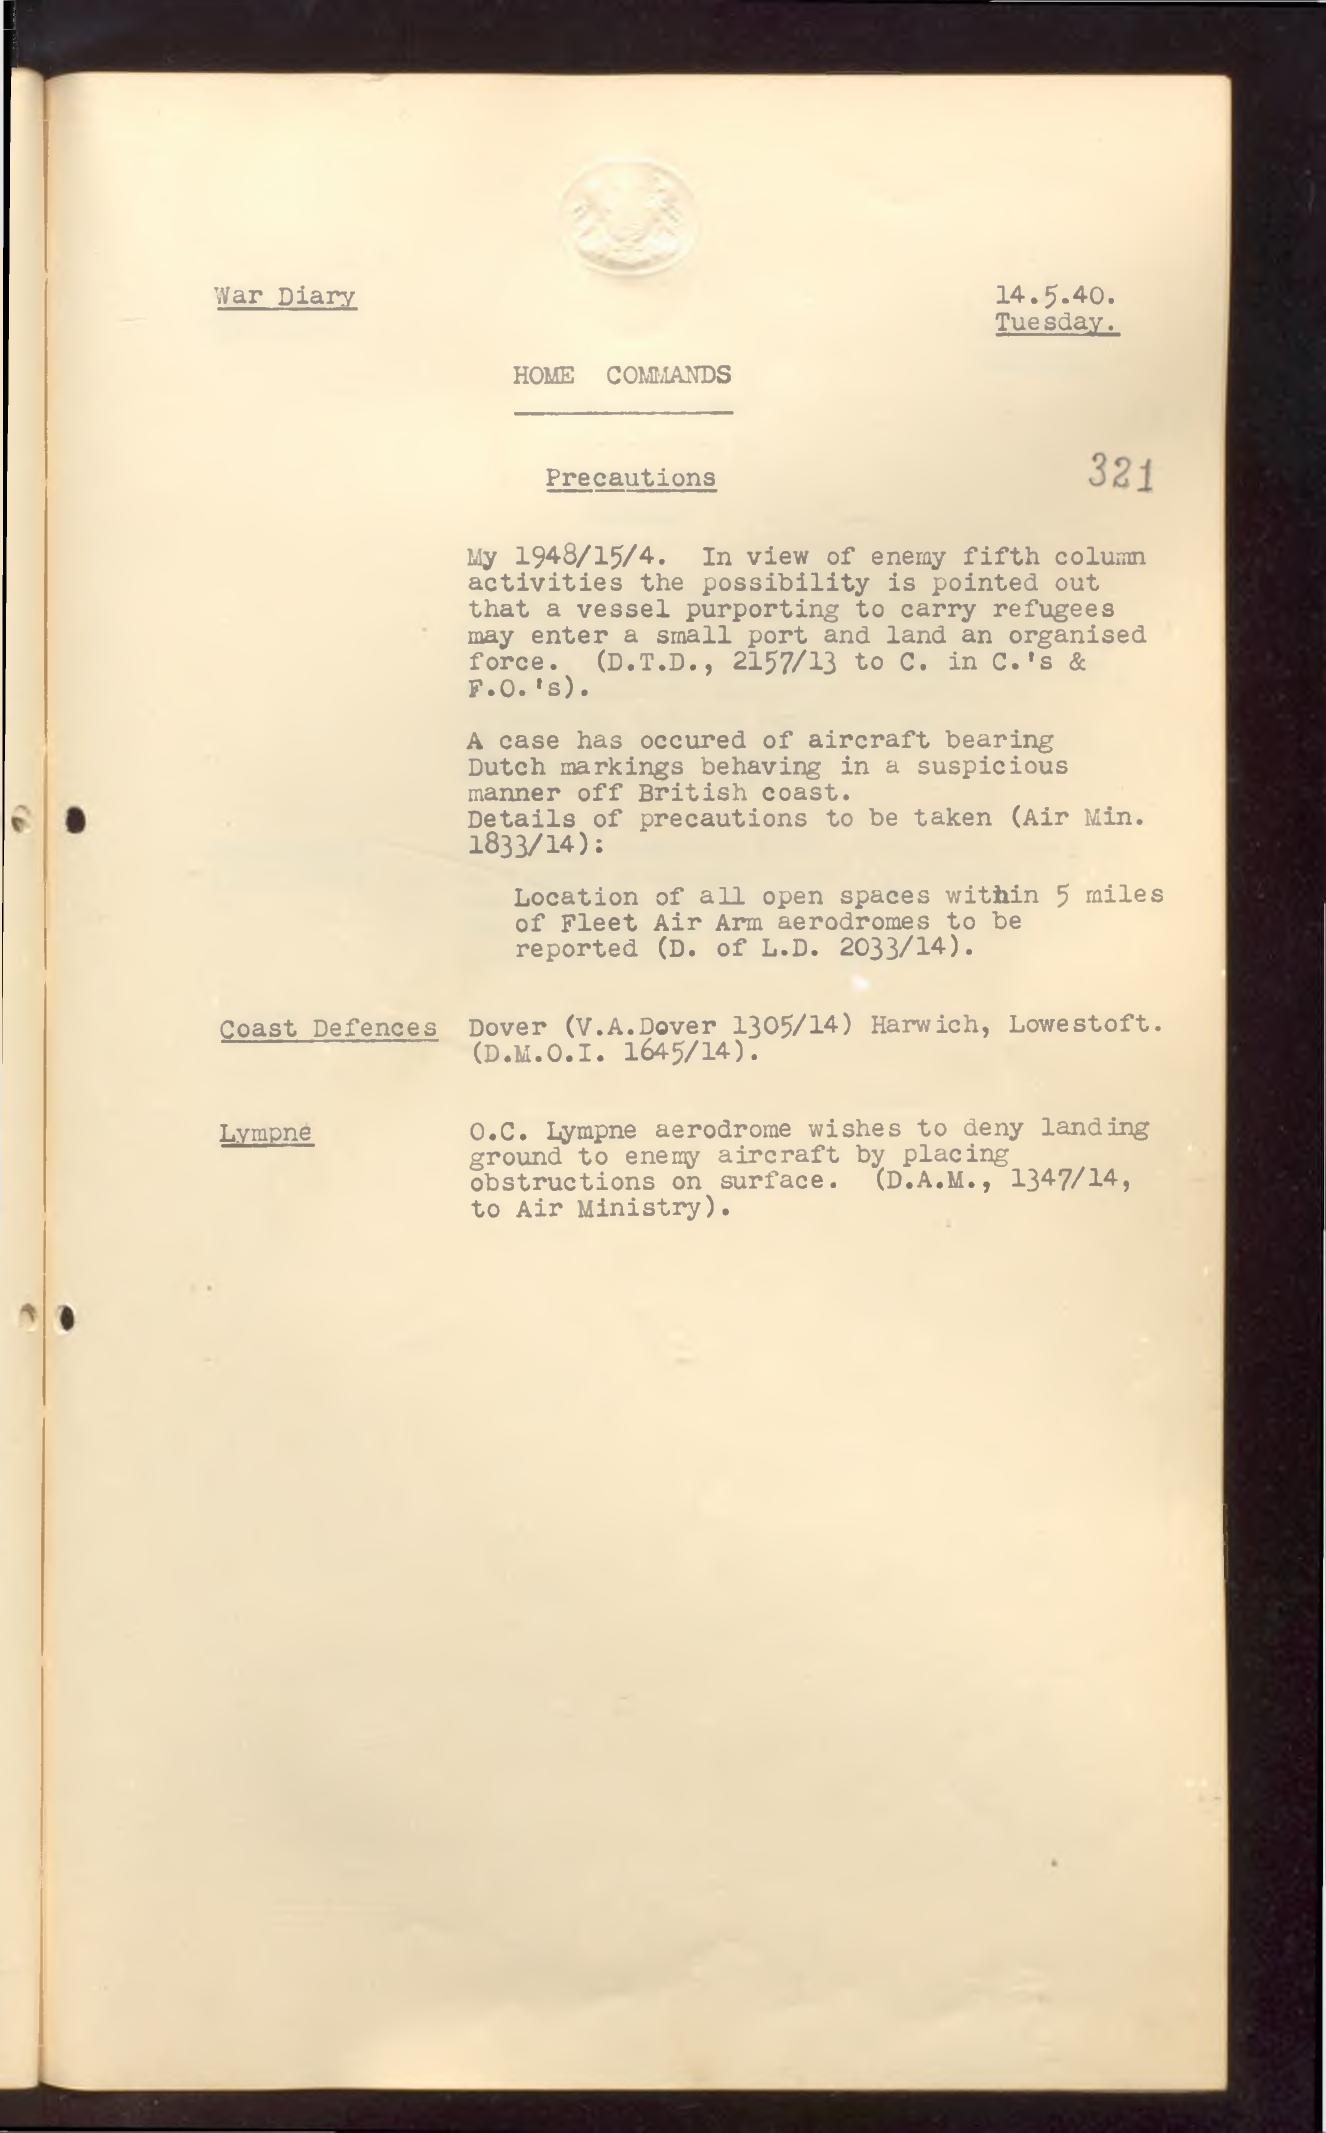 War Diary
14.5.40.
Tuesday.
HOME COMMANDS
Precautions
321
My 1948/15/4. In view of enemy fifth column
activities the possibility is pointed out
that a vessel purporting to carry refugees
may enter a small port and land an organised
force. (D.T.D., 2157/13 to C. in C.'s &
F.O.'s).
A case has occured of aircraft bearing
Dutch markings behaving in a suspicious
manner off British coast.
Details of precautions to be taken (Air Min.
1833/14):
Location of all open spaces within 5 miles
of Fleet Air Arm aerodromes to be
reported (D. of L.D. 2033/14).
Coast Defences Dover (V.A.Dover 1305/14) Harwich, Lowestoft.
(D.M.O.I. 1645/14).
Lympne O.C. Lympne aerodrome wishes to deny landing
ground to enemy aircraft by placing
obstructions on surface. (D.A.M., 1347/14,
to Air Ministry).